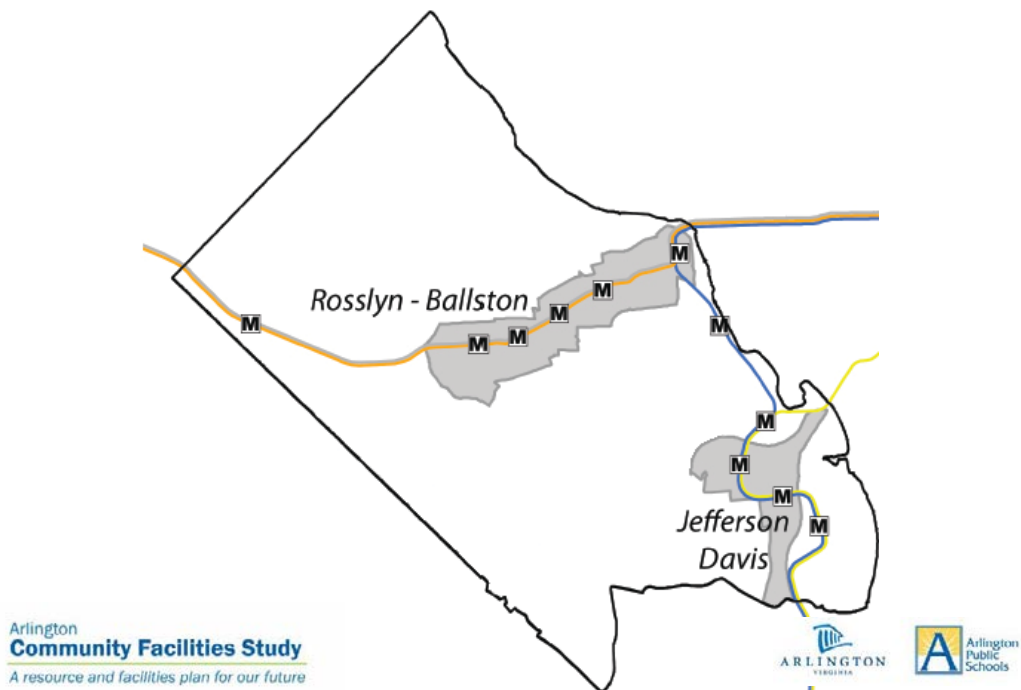 M
Rosslyn - Ballston
M
M
M
M
M
M
M
M
Jefferson
M
M
Davis
Arlington
Community Facilities Study
A resource and facilities plan for our future
ARLINGTON
VIRGINIA
A
Arlington
Public
Schools